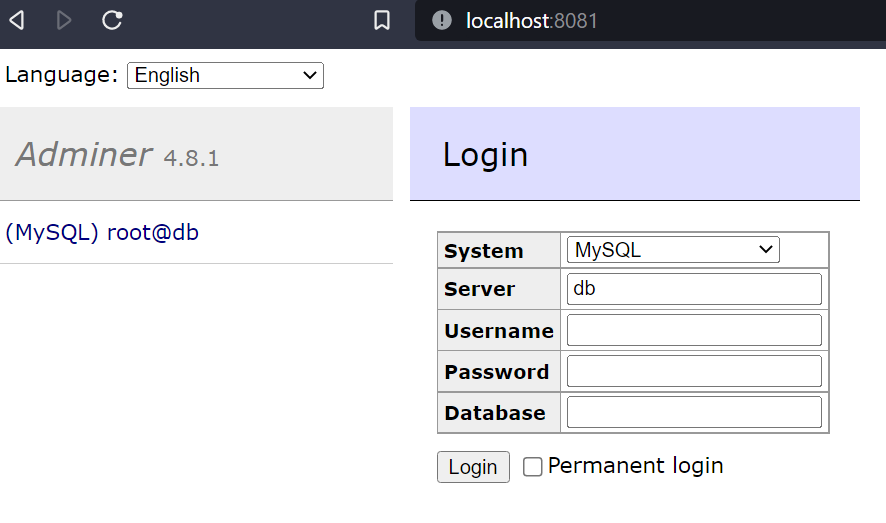 localhost:8081
Language: English
Adminer 4.8.1
Login
(MySQL) root@db
System MySQL
Server db
Username
Password
Database
Login Permanent login